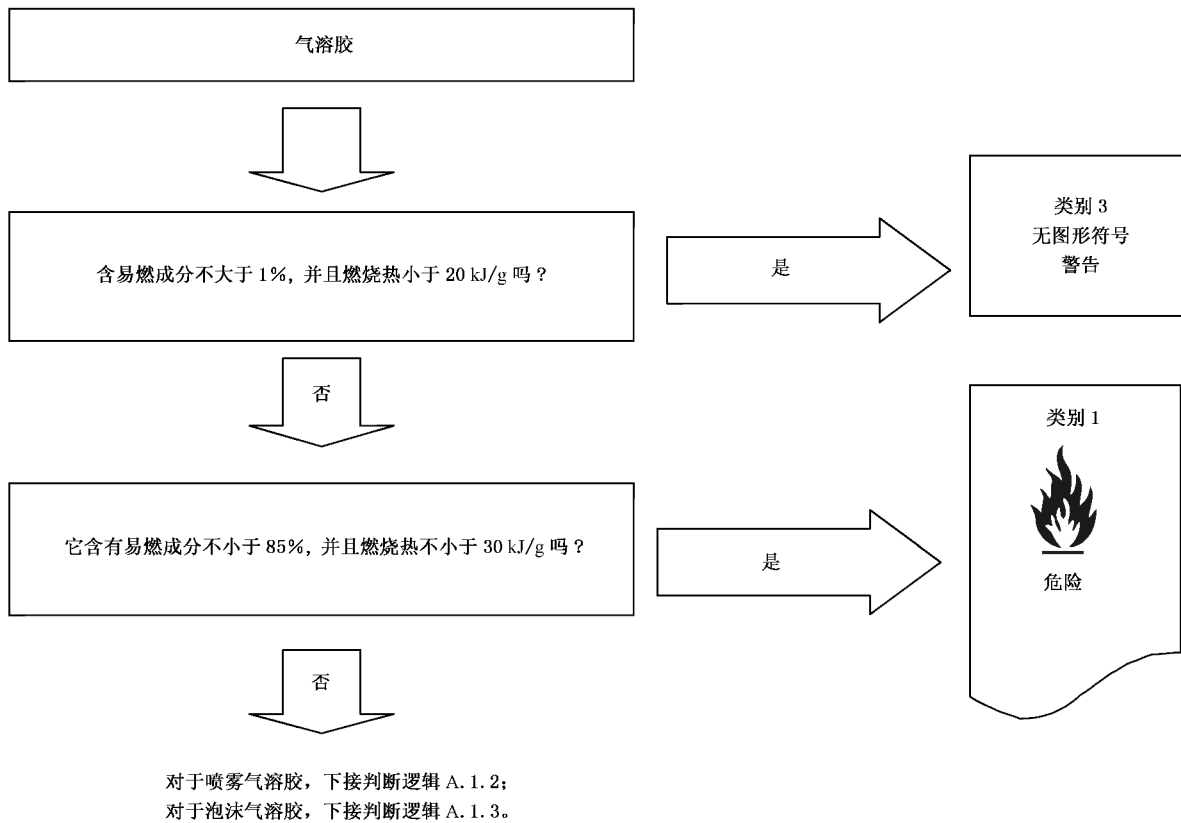 气溶胶
含易燃成分不大于 1%, 并且燃烧热小于 20 kJ/g 吗?
是
类别 3
无图形符号
警告
否
它含有易燃成分不小于 85%, 并且燃烧热不小于 30 kJ/g 吗?
是
类别 1
危险
否
对于喷雾气溶胶, 下接判断逻辑 A.1.2;
对于泡沫气溶胶, 下接判断逻辑 A.1.3。